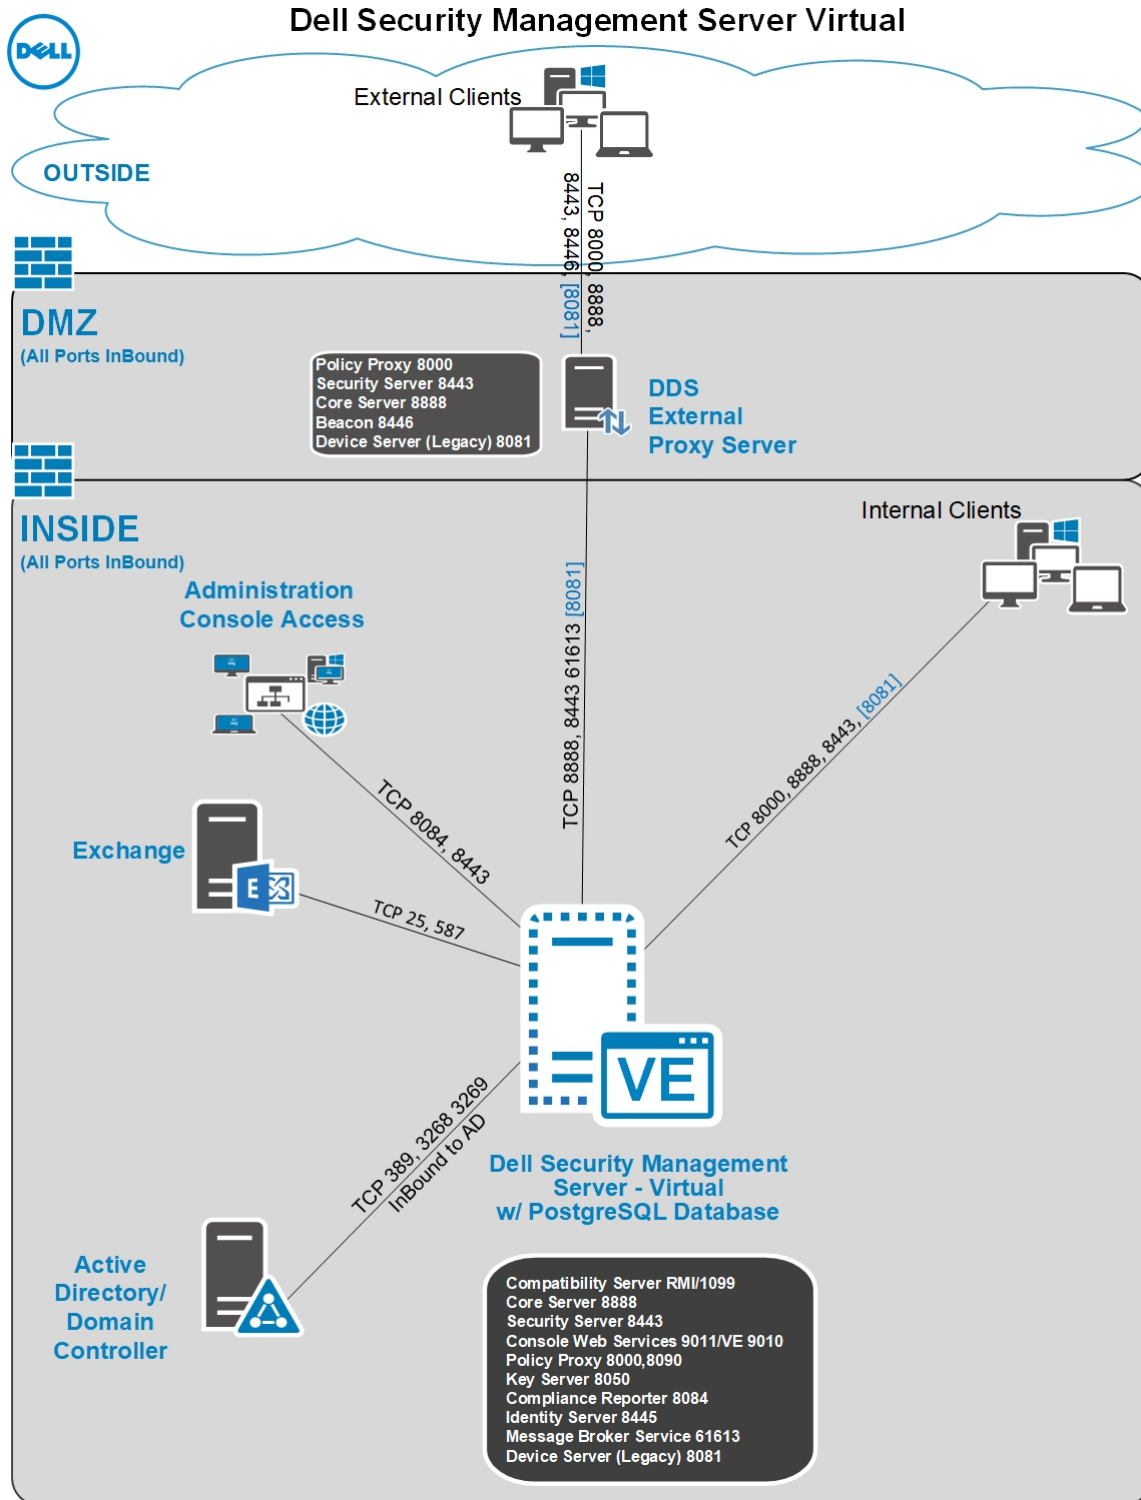 Dell Security Management Server Virtual
DELL
External Clients
OUTSIDE
TCP 8000, 8888,
8443, 8446, [8081]
DMZ
(All Ports InBound)
Policy Proxy 8000
Security Server 8443
Core Server 8888
Beacon 8446
Device Server (Legacy) 8081
DDS
External
Proxy Server
INSIDE
(All Ports InBound)
Internal Clients
Administration
Console Access
TCP 8888, 8443 61613 [8081]
TCP 8000, 8888, 8443, [8081]
TCP 8084, 8443
Exchange
E
TCP 25, 587
VE
TCP 389, 3268 3269
InBound to AD
Dell Security Management
Server - Virtual
w/ PostgreSQL Database
Active
Directory/
Domain
Controller
Compatibility Server RMI/1099
Core Server 8888
Security Server 8443
Console Web Services 9011/VE 9010
Policy Proxy 8000,8090
Key Server 8050
Compliance Reporter 8084
Identity Server 8445
Message Broker Service 61613
Device Server (Legacy) 8081